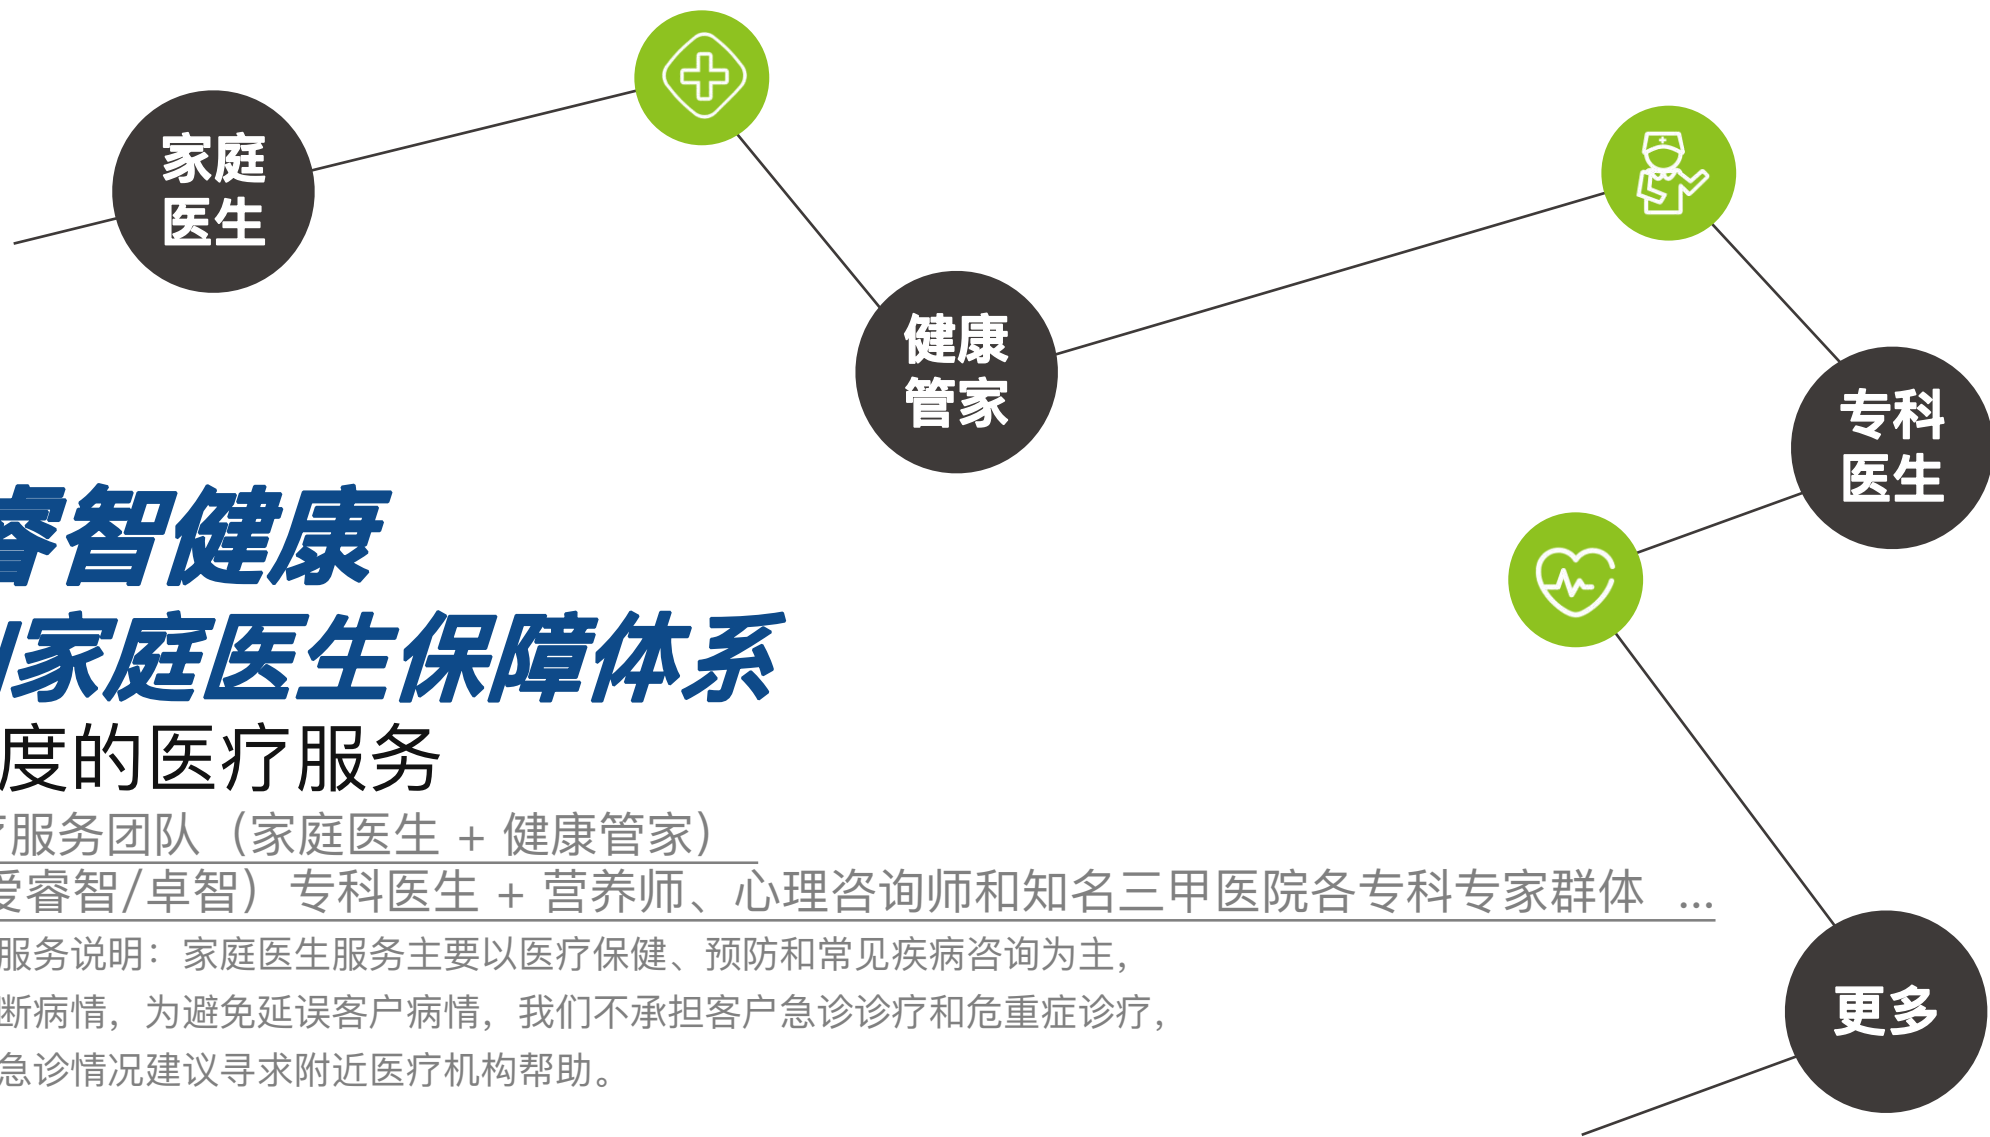 家庭
医生
健康
管家
专科
医生
睿智健康
家庭医生保障体系
度的医疗服务
服务团队（家庭医生 + 健康管家）
爱睿智/卓智）专科医生 + 营养师、心理咨询师和知名三甲医院各专科专家群体 ...
服务说明：家庭医生服务主要以医疗保健、预防和常见疾病咨询为主，
断病情，为避免延误客户病情，我们不承担客户急诊诊疗和危重症诊疗，
急诊情况建议寻求附近医疗机构帮助。
更多